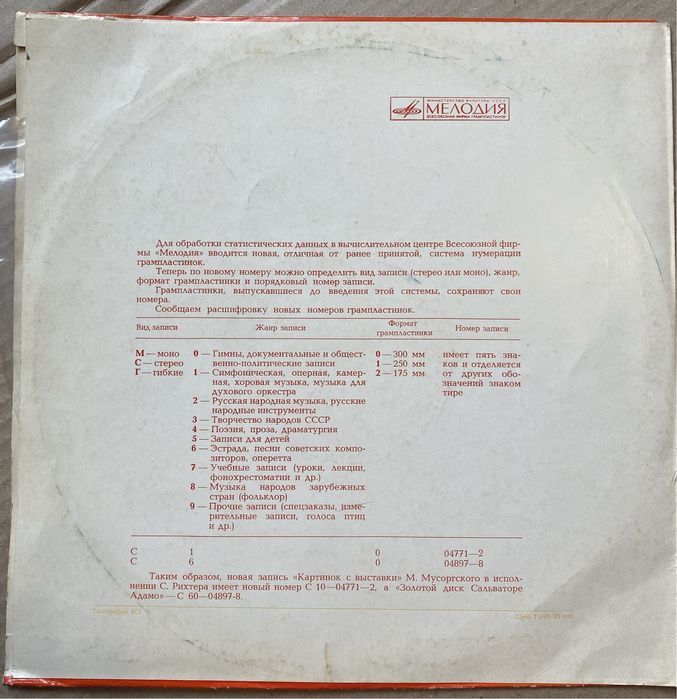 МИНИСТЕРСТВО КУЛЬТУРЫ СССР
МЕЛОДИЯ
ВСЕСОЮЗНАЯ ФИРМА ГРАМПЛАСТИНОК
Для обработки статистических данных в вычислительном центре Всесоюзной фир-
мы «Мелодия» вводится новая, отличная от ранее принятой, система нумерации
грампластинок.
Теперь по новому номеру можно определить вид записи (стерео или моно), жанр,
формат грампластинки и порядковый номер записи.
Грампластинки, выпускавшиеся до введения этой системы, сохраняют свои
номера.
Сообщаем расшифровку новых номеров грампластинок.
Вид записи Жанр записи Формат грампластинки Номер записи
М — моно 0 — Гимны, документальные и общест- 0 — 300 мм имеет пять зна-
С — стерео венно-политические записи 1 — 250 мм ков и отделяется
Г — гибкие 1 — Симфоническая, оперная, камер- 2 — 175 мм от других обо-
ная, хоровая музыка, музыка для значений знаком
духового оркестра тире
2 — Русская народная музыка, русские
народные инструменты
3 — Творчество народов СССР
4 — Поэзия, проза, драматургия
5 — Записи для детей
6 — Эстрада, песни советских компо-
зиторов, оперетта
7 — Учебные записи (уроки, лекции,
фонохрестоматии и др.)
8 — Музыка народов зарубежных
стран (фольклор)
9 — Прочие записи (спецзаказы, изме-
рительные записи, голоса птиц
и др.)
С 1 0 04771—2
С 6 0 04897—8
Таким образом, новая запись «Картинок с выставки» М. Мусоргского в испол-
нении С. Рихтера имеет новый номер С 10—04771—2, а «Золотой диск Сальваторе
Адамо» — С 60—04897-8.
Типография Цена 1 руб. 25 коп.